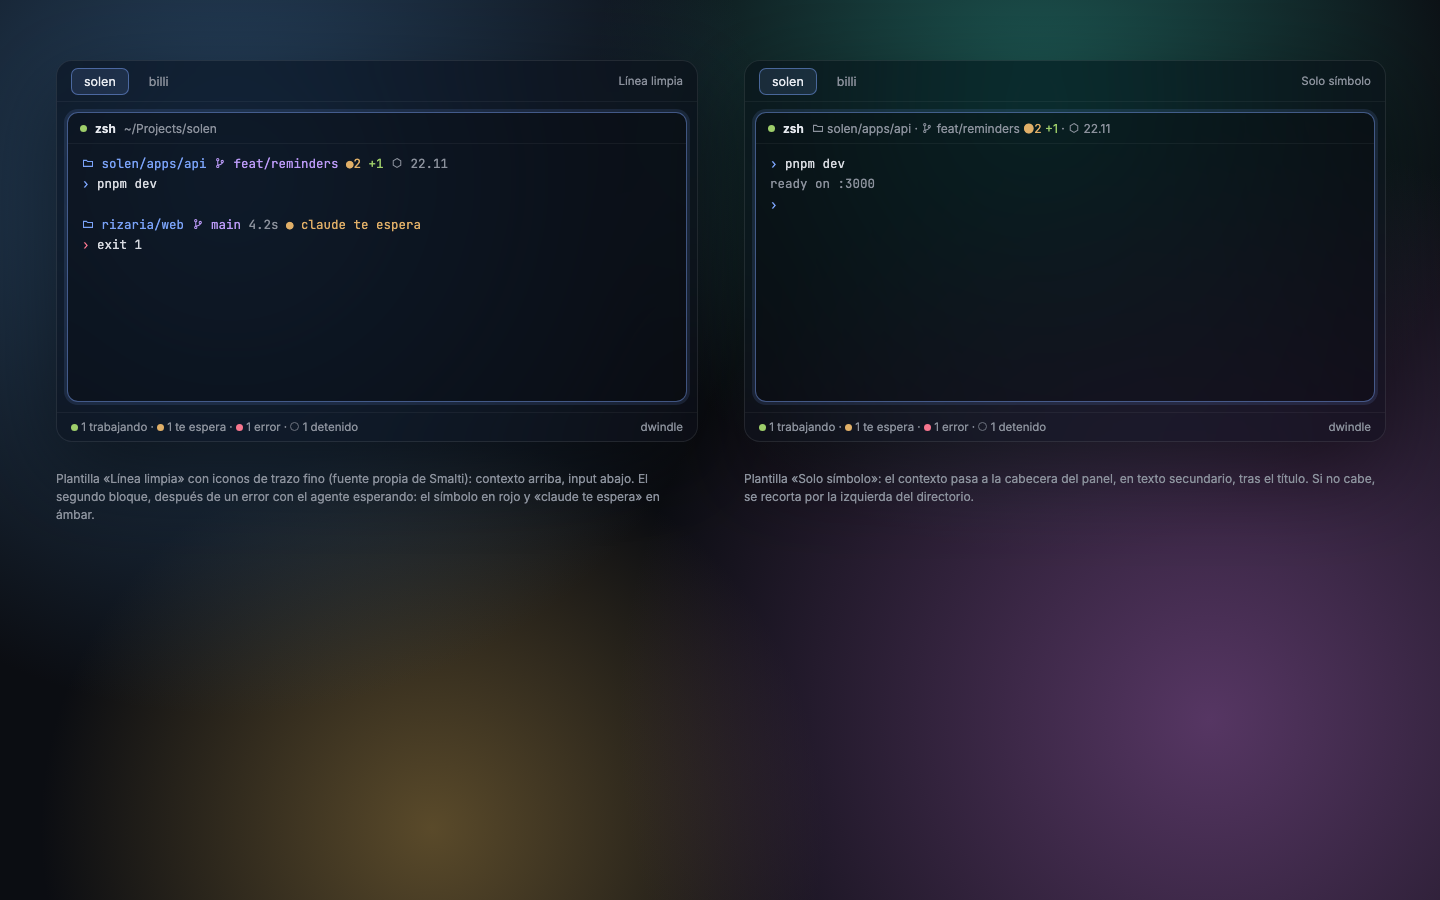 solen billi Línea limpia
zsh ~/Projects/solen
solen/apps/api feat/reminders ●2 +1 ⬡ 22.11
› pnpm dev
rizaria/web main 4.2s ● claude te espera
› exit 1
● 1 trabajando · ● 1 te espera · ● 1 error · ○ 1 detenido dwindle
Plantilla «Línea limpia» con iconos de trazo fino (fuente propia de Smalti): contexto arriba, input abajo. El
segundo bloque, después de un error con el agente esperando: el símbolo en rojo y «claude te espera» en
ámbar.
solen billi Solo símbolo
zsh solen/apps/api · feat/reminders ●2 +1 · ⬡ 22.11
› pnpm dev
ready on :3000
›
● 1 trabajando · ● 1 te espera · ● 1 error · ○ 1 detenido dwindle
Plantilla «Solo símbolo»: el contexto pasa a la cabecera del panel, en texto secundario, tras el título. Si no cabe,
se recorta por la izquierda del directorio.